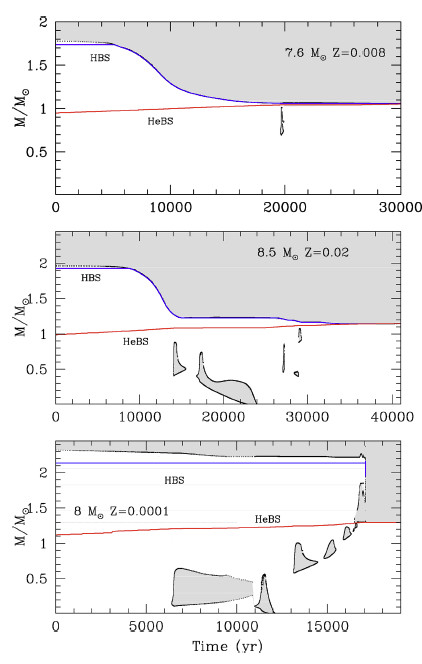 2
1.5
1
0.5
M/M☉
HBS
HeBS
7.6 M☉ Z=0.008
0 10000 20000 30000
2
1.5
1
0.5
M/M☉
HBS
HeBS
8.5 M☉ Z=0.02
0 10000 20000 30000 40000
2
1.5
1
0.5
M/M☉
HBS
HeBS
8 M☉ Z=0.0001
0 5000 10000 15000
Time (yr)